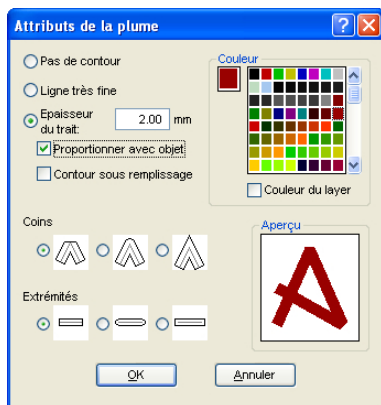 Attributs de la plume
Pas de contour
Ligne très fine
Epaisseur
du trait: 2.00 mm
Proportionner avec objet
Contour sous remplissage
Couleur
Couleur du layer
Coins
Extrémités
Aperçu
OK
Annuler